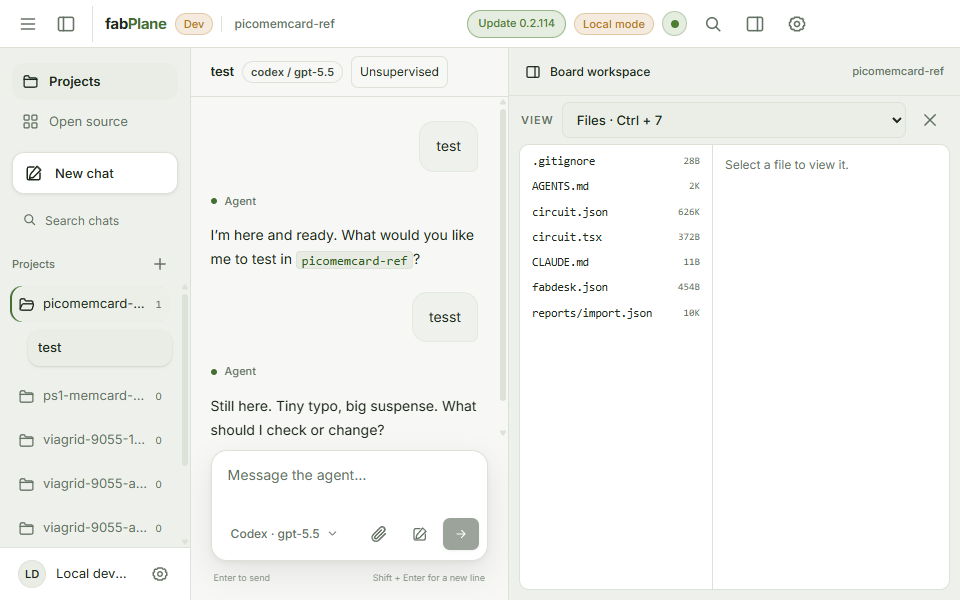 fabPlane Dev picomemcard-ref Update 0.2.114 Local mode
Projects
Open source
New chat
Search chats
Projects
picomemcard-... 1
test
ps1-memcard-... 0
viagrid-9055-1... 0
viagrid-9055-a... 0
viagrid-9055-a... 0
LD Local dev...
test codex / gpt-5.5 Unsupervised
test
Agent
I'm here and ready. What would you like
me to test in picomemcard-ref?
tesst
Agent
Still here. Tiny typo, big suspense. What
should I check or change?
Message the agent...
Codex · gpt-5.5
Enter to send Shift + Enter for a new line
Board workspace picomemcard-ref
VIEW Files · Ctrl + 7
.gitignore 28B
AGENTS.md 2K
circuit.json 626K
circuit.tsx 372B
CLAUDE.md 11B
fabdesk.json 454B
reports/import.json 10K
Select a file to view it.